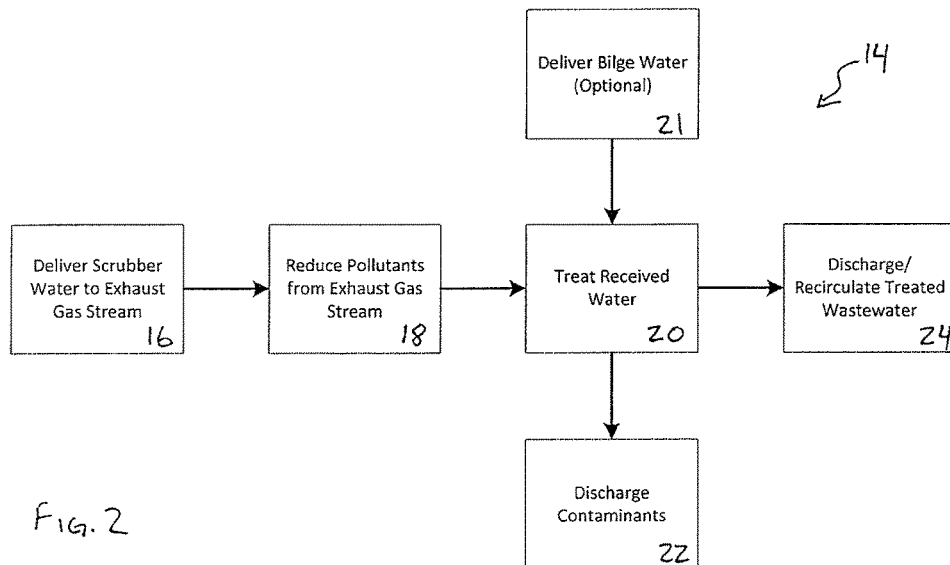 Deliver Bilge Water
(Optional)
21
14
Deliver Scrubber
Water to Exhaust
Gas Stream
16
Reduce Pollutants
from Exhaust Gas
Stream
18
Treat Received
Water
20
Discharge/
Recirculate Treated
Wastewater
24
Discharge
Contaminants
22
FIG. 2